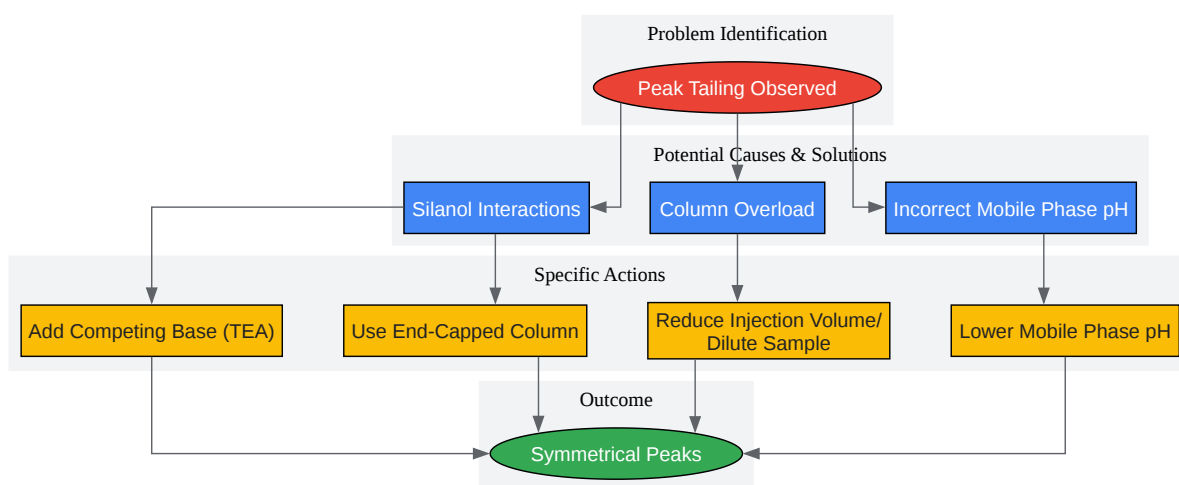 Problem Identification
Peak Tailing Observed
Potential Causes & Solutions
Silanol Interactions
Column Overload
Incorrect Mobile Phase pH
Specific Actions
Add Competing Base (TEA)
Use End-Capped Column
Reduce Injection Volume/
Dilute Sample
Lower Mobile Phase pH
Outcome
Symmetrical Peaks